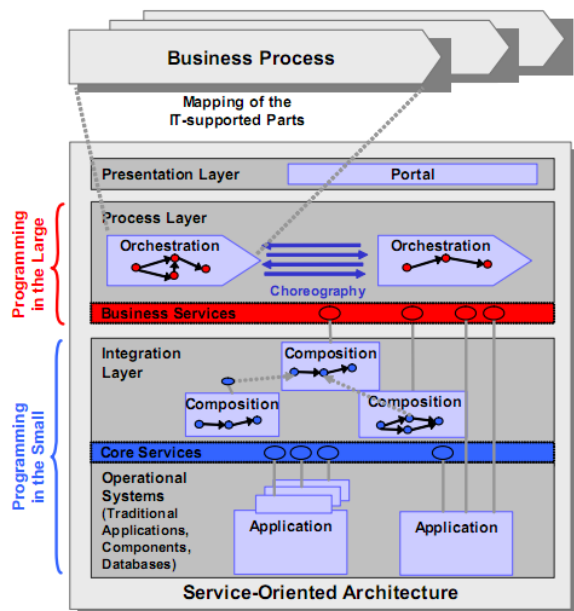 Business Process
Mapping of the
IT-supported Parts
Presentation Layer
Portal
Programming
in the Large
Process Layer
Orchestration
Orchestration
Choreography
Business Services
Programming
in the Small
Integration
Layer
Composition
Composition
Composition
Core Services
Operational
Systems
(Traditional
Applications,
Components,
Databases)
Application
Application
Service-Oriented Architecture